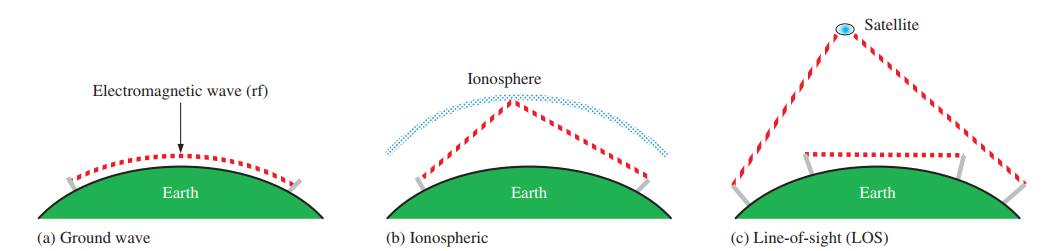 Electromagnetic wave (rf)
Earth
(a) Ground wave
Ionosphere
Earth
(b) Ionospheric
Satellite
Earth
(c) Line-of-sight (LOS)